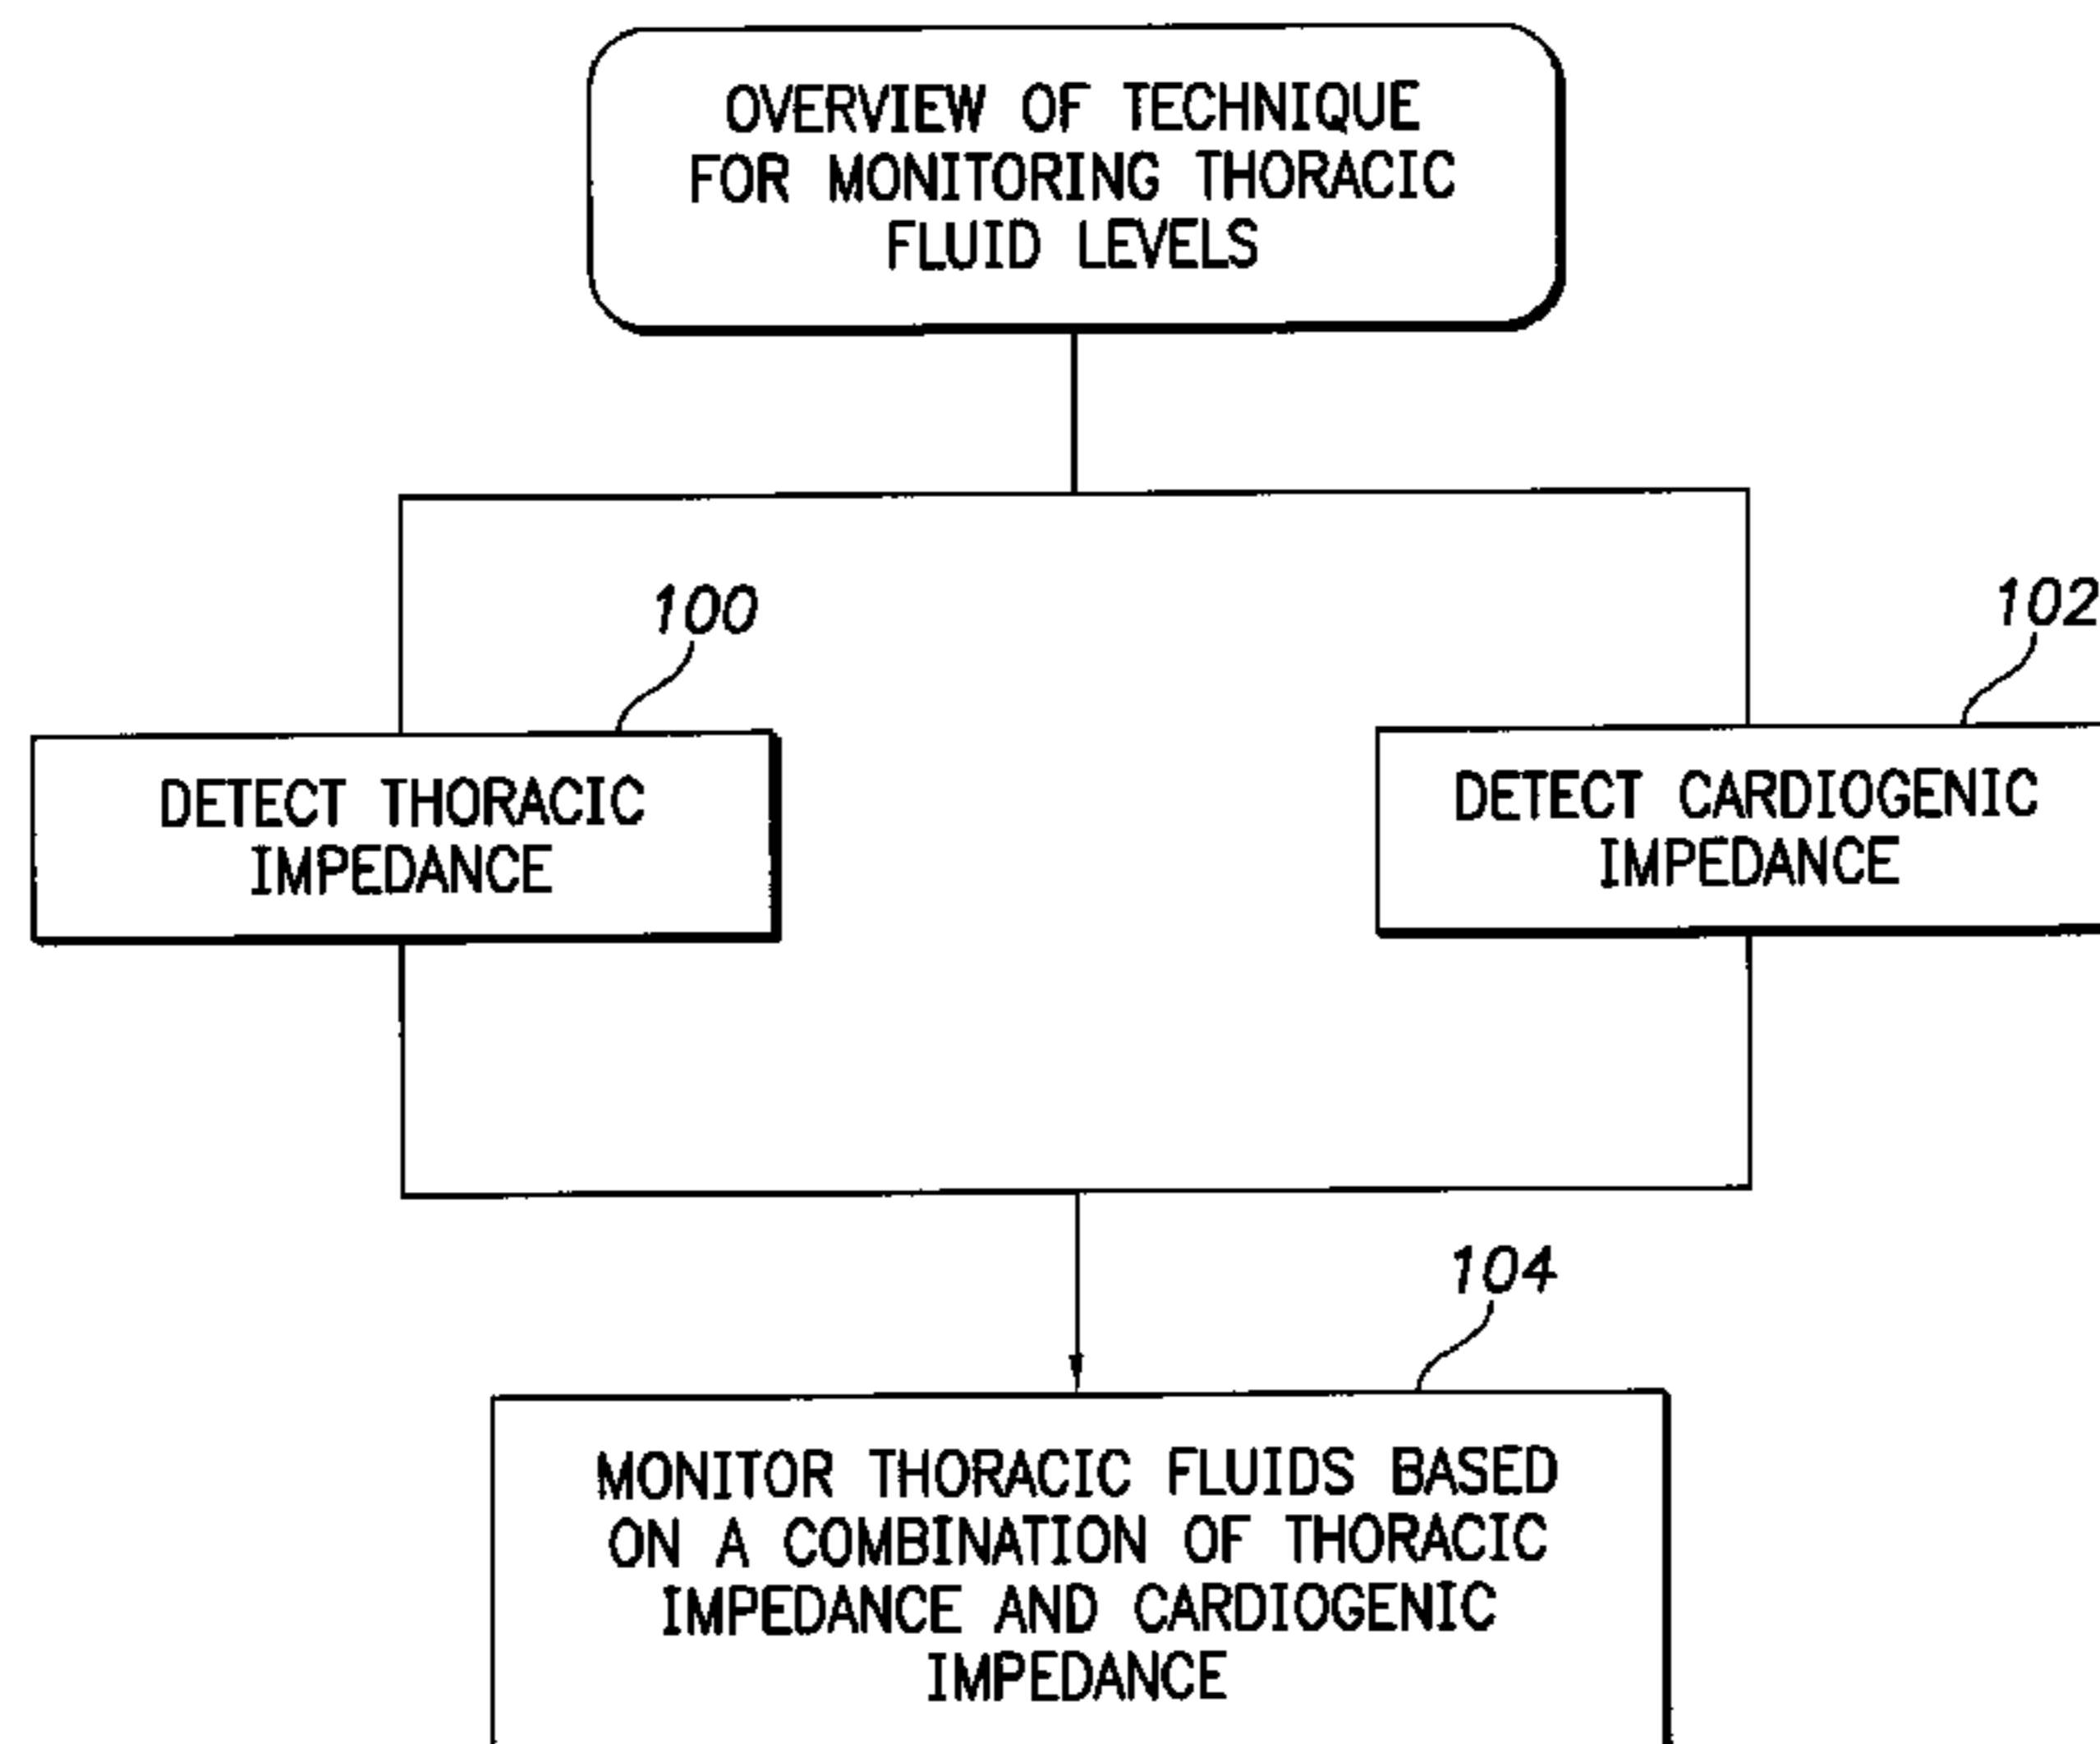 OVERVIEW OF TECHNIQUE
FOR MONITORING THORACIC
FLUID LEVELS
100
102
DETECT THORACIC
IMPEDANCE
DETECT CARDIOGENIC
IMPEDANCE
104
MONITOR THORACIC FLUIDS BASED
ON A COMBINATION OF THORACIC
IMPEDANCE AND CARDIOGENIC
IMPEDANCE